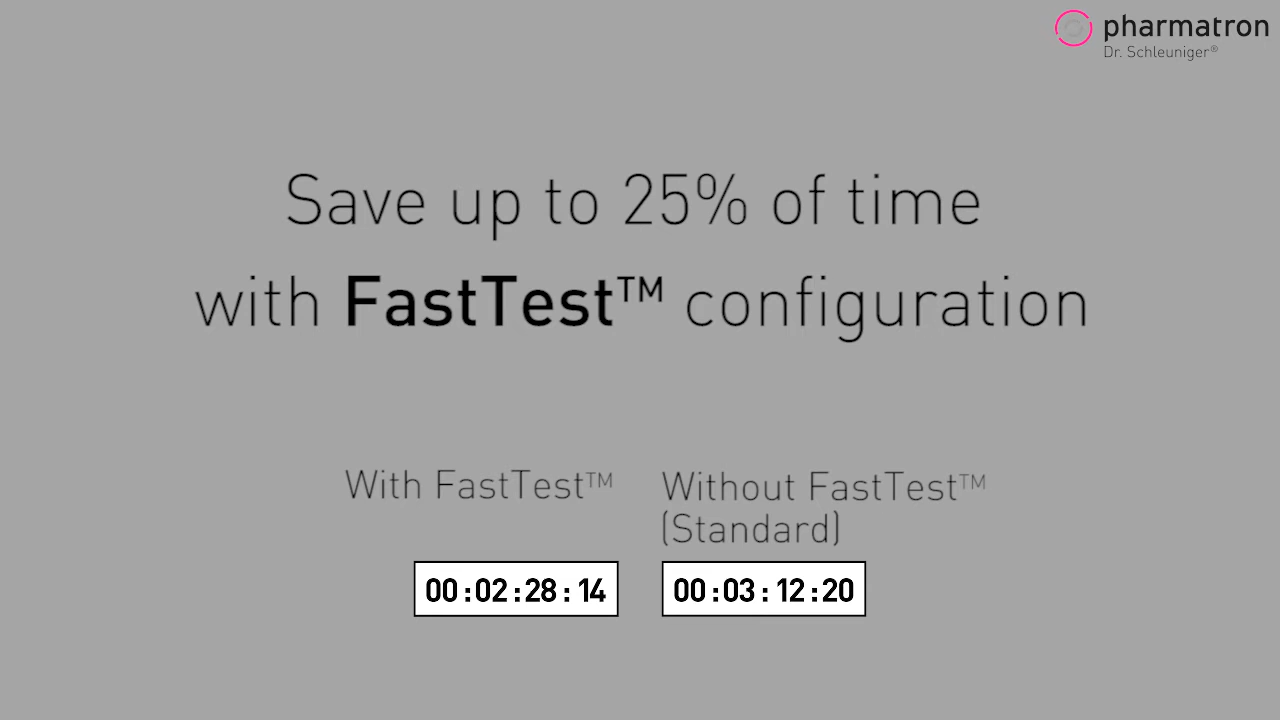 pharmatron
Dr. Schleuniger®
Save up to 25% of time
with FastTest™ configuration
With FastTest™
Without FastTest™
(Standard)
00:02:28:14
00:03:12:20